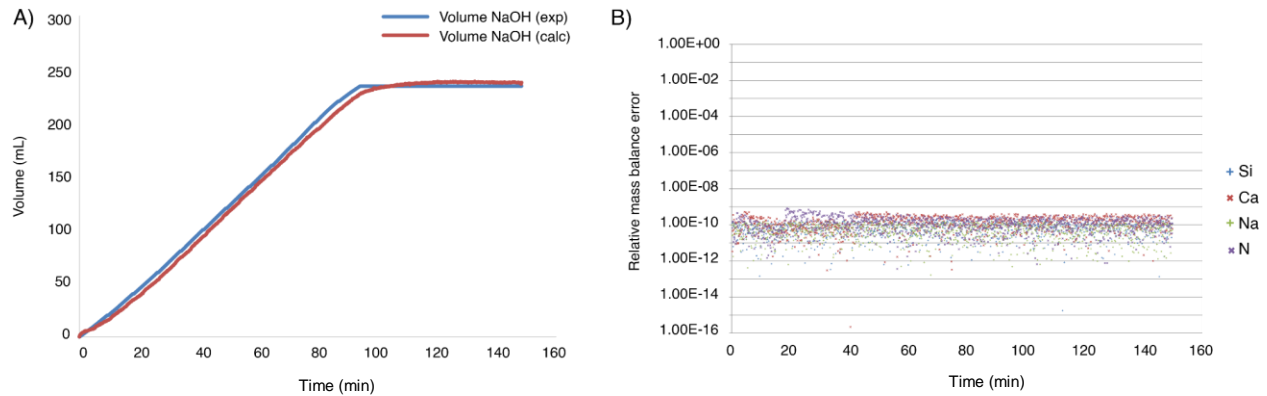 A)
Volume NaOH (exp)
Volume NaOH (calc)
300
250
200
150
100
50
0
Volume (mL)
0 20 40 60 80 100 120 140 160
Time (min)
B)
1.00E+00
1.00E-02
1.00E-04
1.00E-06
1.00E-08
1.00E-10
1.00E-12
1.00E-14
1.00E-16
Relative mass balance error
0 20 40 60 80 100 120 140 160
Time (min)
Si
Ca
Na
N